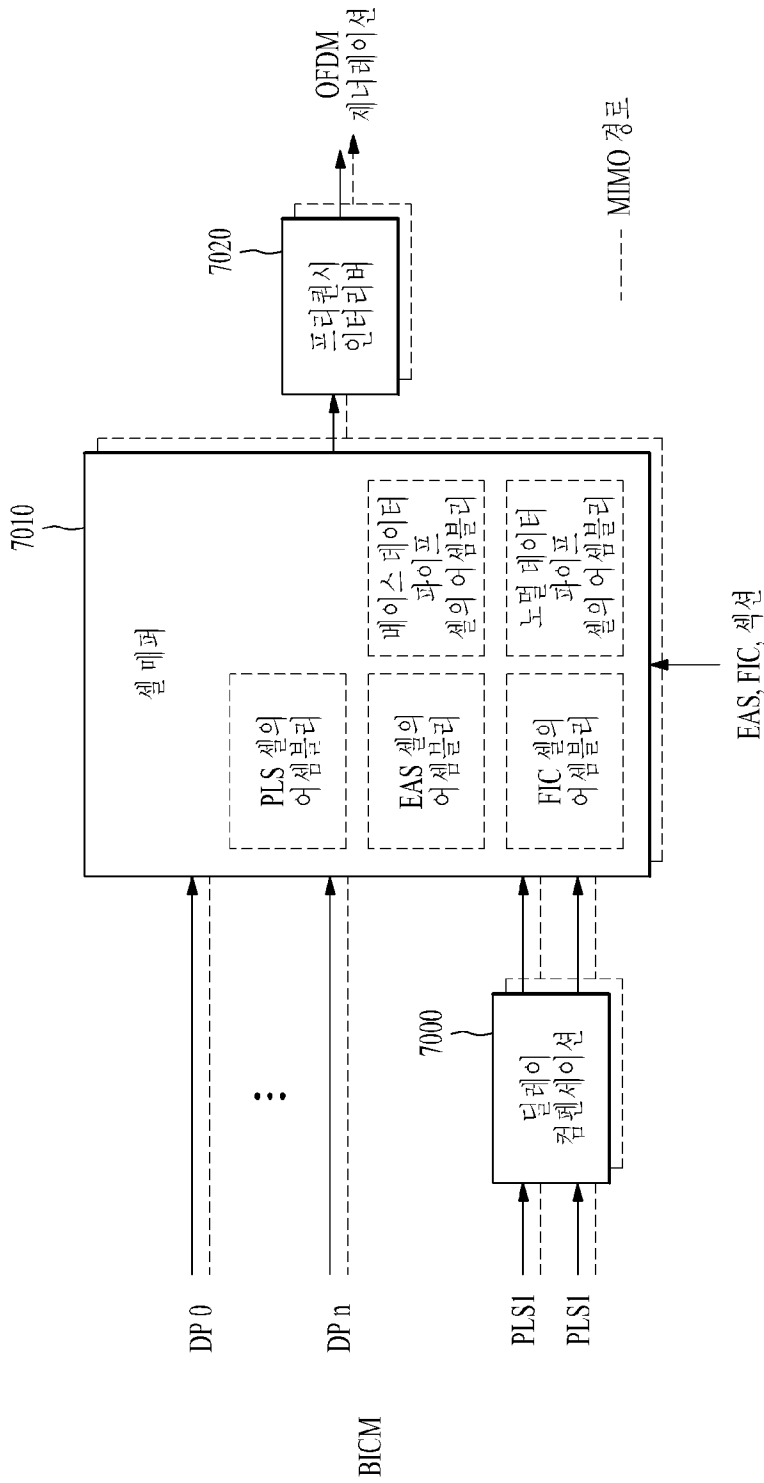 BICM
DP 0
DP n
PLS1
PLS1
7000
딜레이
컴펜세이션
7010
셀 매퍼
PLS 셀의
어셈블리
EAS 셀의
어셈블리
FIC 셀의
어셈블리
베이스 데이터
파이프
셀의 어셈블리
노멀 데이터
파이프
셀의 어셈블리
EAS, FIC, 섹션
7020
프리퀀시
인터리버
OFDM
제너레이션
MIMO 경로